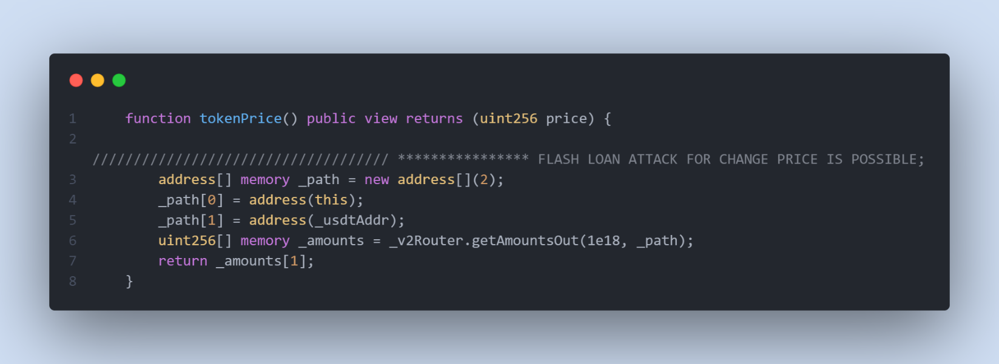 1 function tokenPrice() public view returns (uint256 price) {
2
//////////////////////////////////// **************** FLASH LOAN ATTACK FOR CHANGE PRICE IS POSSIBLE;
3 address[] memory _path = new address[](2);
4 _path[0] = address(this);
5 _path[1] = address(_usdtAddr);
6 uint256[] memory _amounts = _v2Router.getAmountsOut(1e18, _path);
7 return _amounts[1];
8 }